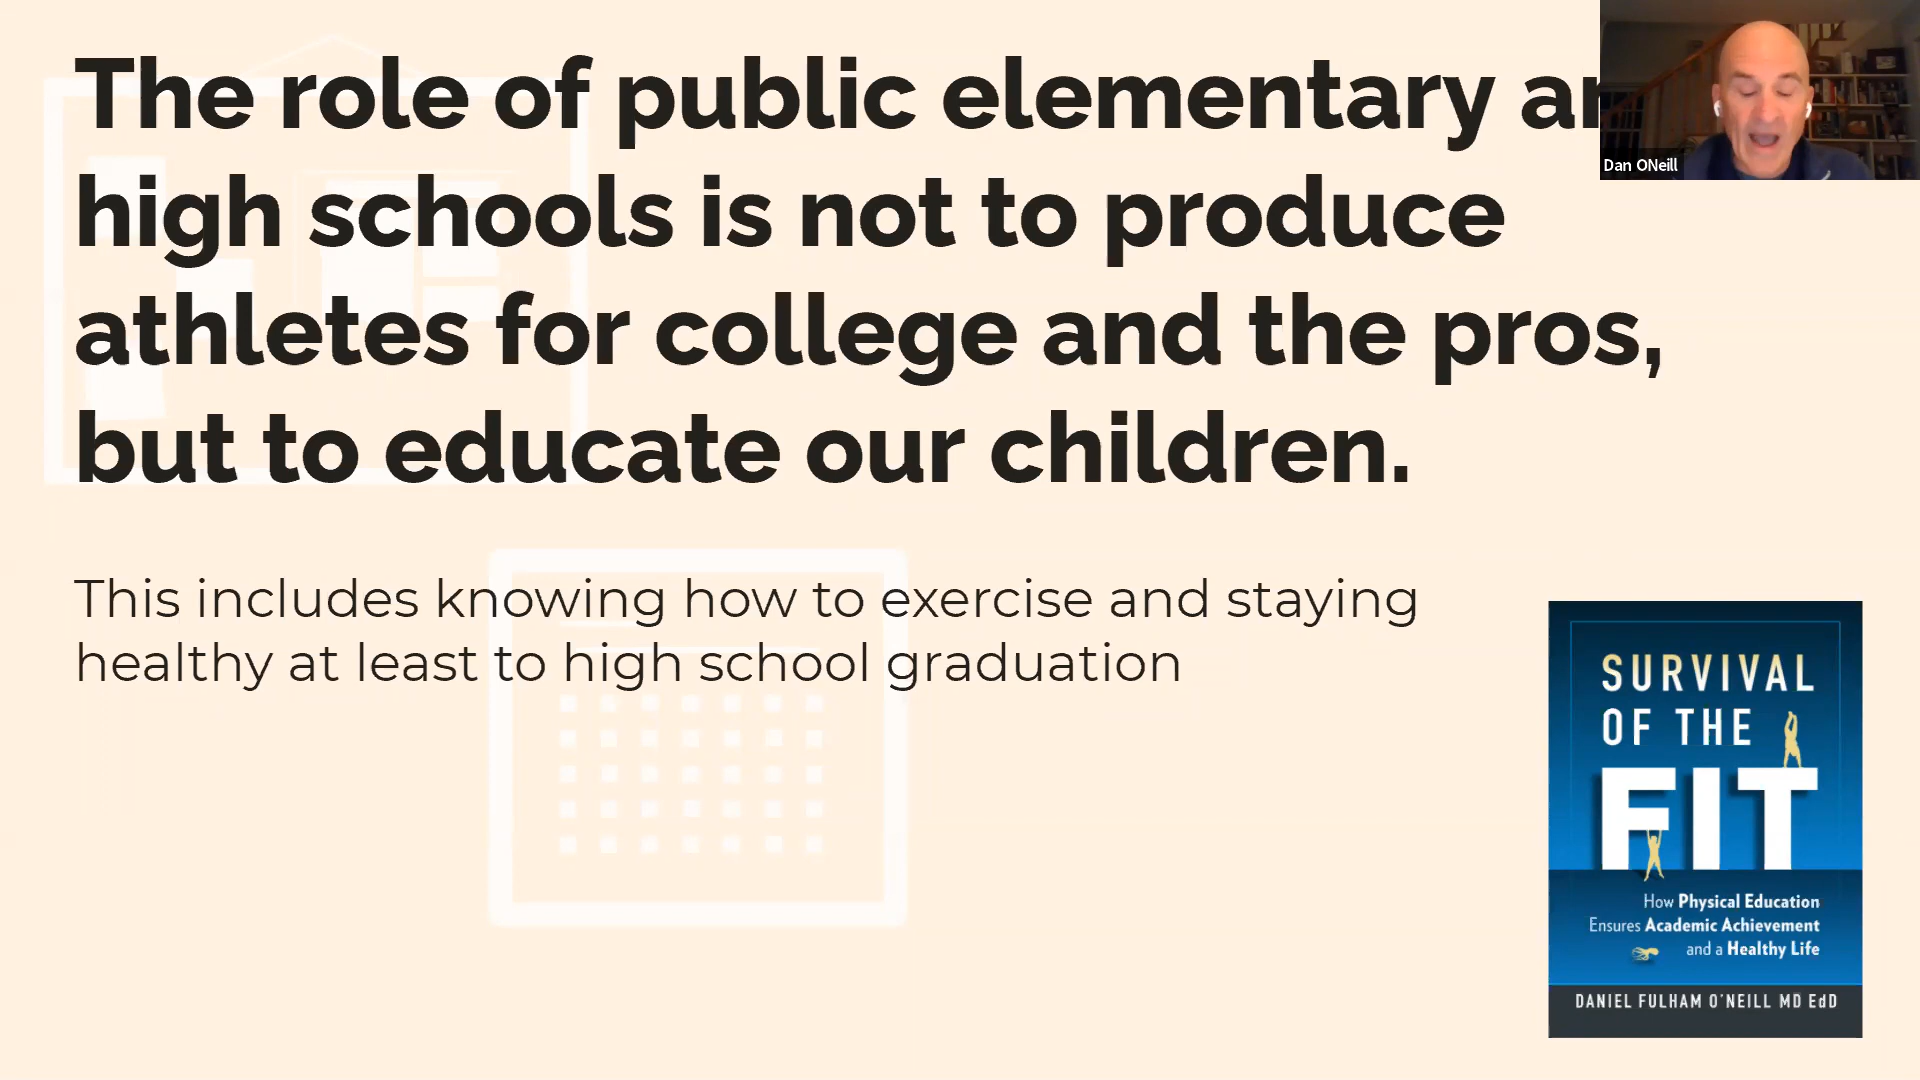 The role of public elementary
high schools is not to produce
athletes for college and the pros,
but to educate our children.
This includes knowing how to exercise and staying
healthy at least to high school graduation
Dan ONeill
SURVIVAL
OF THE
FIT
How Physical Education
Ensures Academic Achievement
and a Healthy Life
DANIEL FULHAM O'NEILL MD EdD